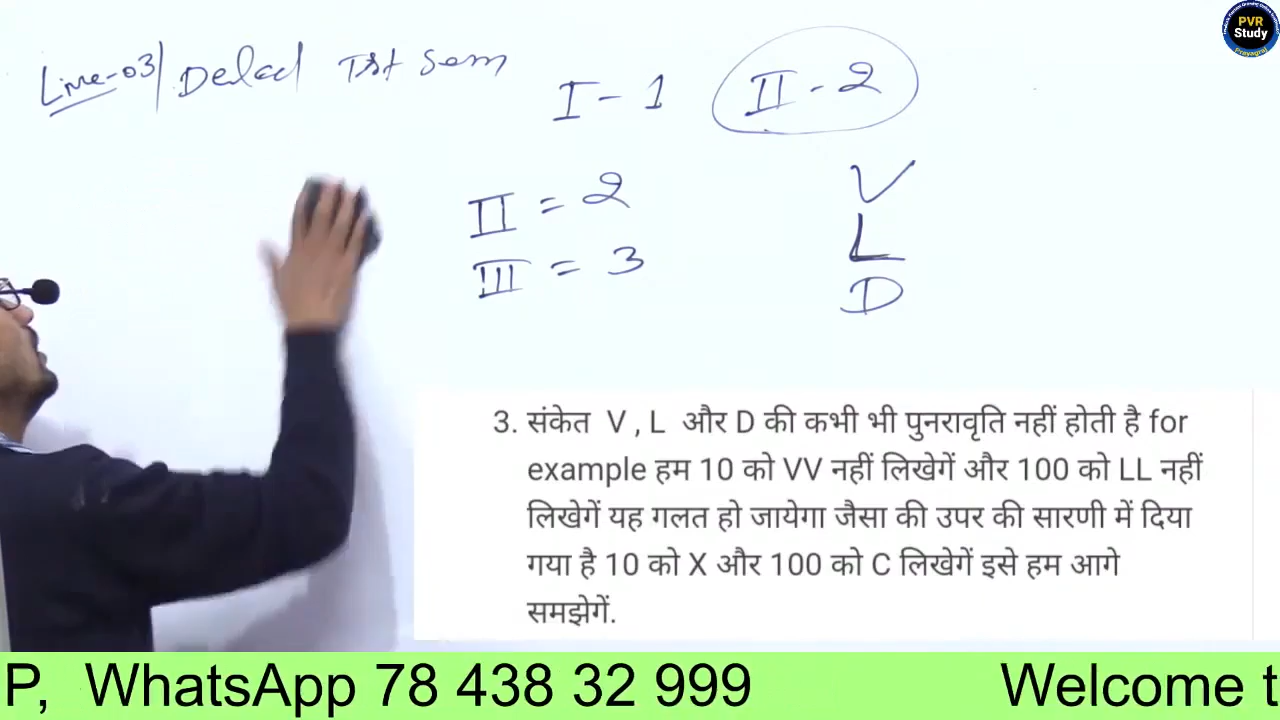 Live-03 Deled Ist Sem
I - 1 II - 2
II = 2
III = 3
V
L
D
3. संकेत V , L और D की कभी भी पुनरावृति नहीं होती है for
example हम 10 को VV नहीं लिखेगें और 100 को LL नहीं
लिखेगें यह गलत हो जायेगा जैसा की उपर की सारणी में दिया
गया है 10 को X और 100 को C लिखेगें इसे हम आगे
समझेगें.
PVR
Study
Prayagraj
P, WhatsApp 78 438 32 999 Welcome t